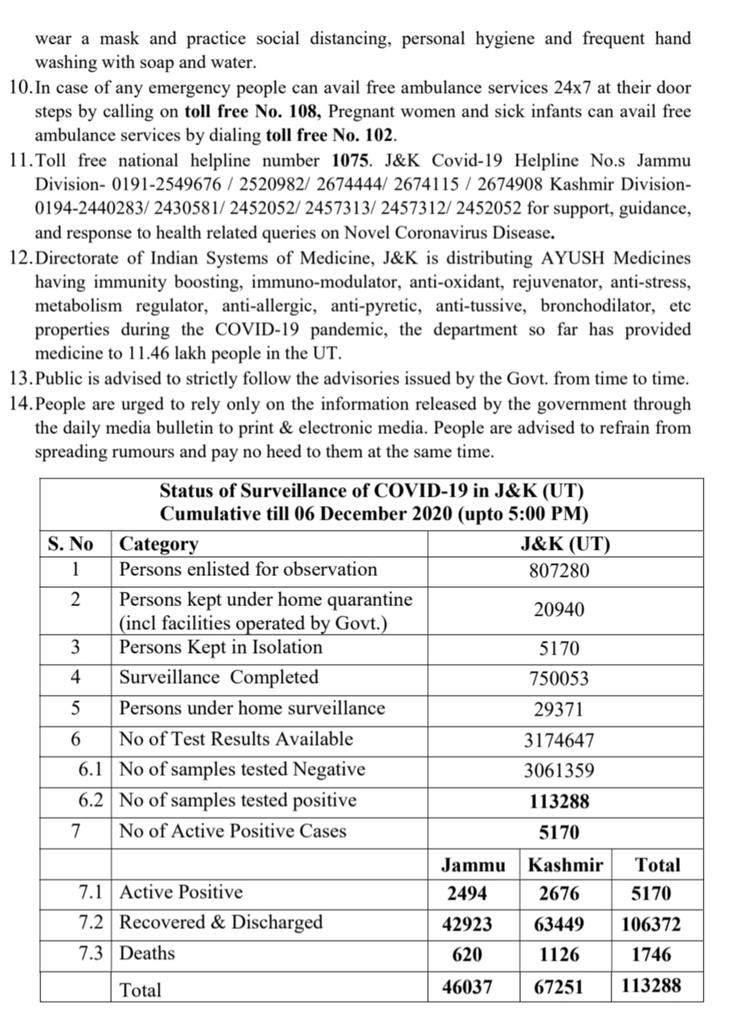 wear a mask and practice social distancing, personal hygiene and frequent hand
washing with soap and water.
10.In case of any emergency people can avail free ambulance services 24x7 at their door
steps by calling on toll free No. 108, Pregnant women and sick infants can avail free
ambulance services by dialing toll free No. 102.
11.Toll free national helpline number 1075. J&K Covid-19 Helpline No.s Jammu
Division- 0191-2549676 / 2520982/ 2674444/ 2674115 / 2674908 Kashmir Division-
0194-2440283/ 2430581/ 2452052/ 2457313/ 2457312/ 2452052 for support, guidance,
and response to health related queries on Novel Coronavirus Disease.
12.Directorate of Indian Systems of Medicine, J&K is distributing AYUSH Medicines
having immunity boosting, immuno-modulator, anti-oxidant, rejuvenator, anti-stress,
metabolism regulator, anti-allergic, anti-pyretic, anti-tussive, bronchodilator, etc
properties during the COVID-19 pandemic, the department so far has provided
medicine to 11.46 lakh people in the UT.
13.Public is advised to strictly follow the advisories issued by the Govt. from time to time.
14.People are urged to rely only on the information released by the government through
the daily media bulletin to print & electronic media. People are advised to refrain from
spreading rumours and pay no heed to them at the same time.
Status of Surveillance of COVID-19 in J&K (UT)
Cumulative till 06 December 2020 (upto 5:00 PM)
S. No Category J&K (UT)
1 Persons enlisted for observation 807280
2 Persons kept under home quarantine
(incl facilities operated by Govt.) 20940
3 Persons Kept in Isolation 5170
4 Surveillance Completed 750053
5 Persons under home surveillance 29371
6 No of Test Results Available 3174647
6.1 No of samples tested Negative 3061359
6.2 No of samples tested positive 113288
7 No of Active Positive Cases 5170
Jammu Kashmir Total
7.1 Active Positive 2494 2676 5170
7.2 Recovered & Discharged 42923 63449 106372
7.3 Deaths 620 1126 1746
Total 46037 67251 113288